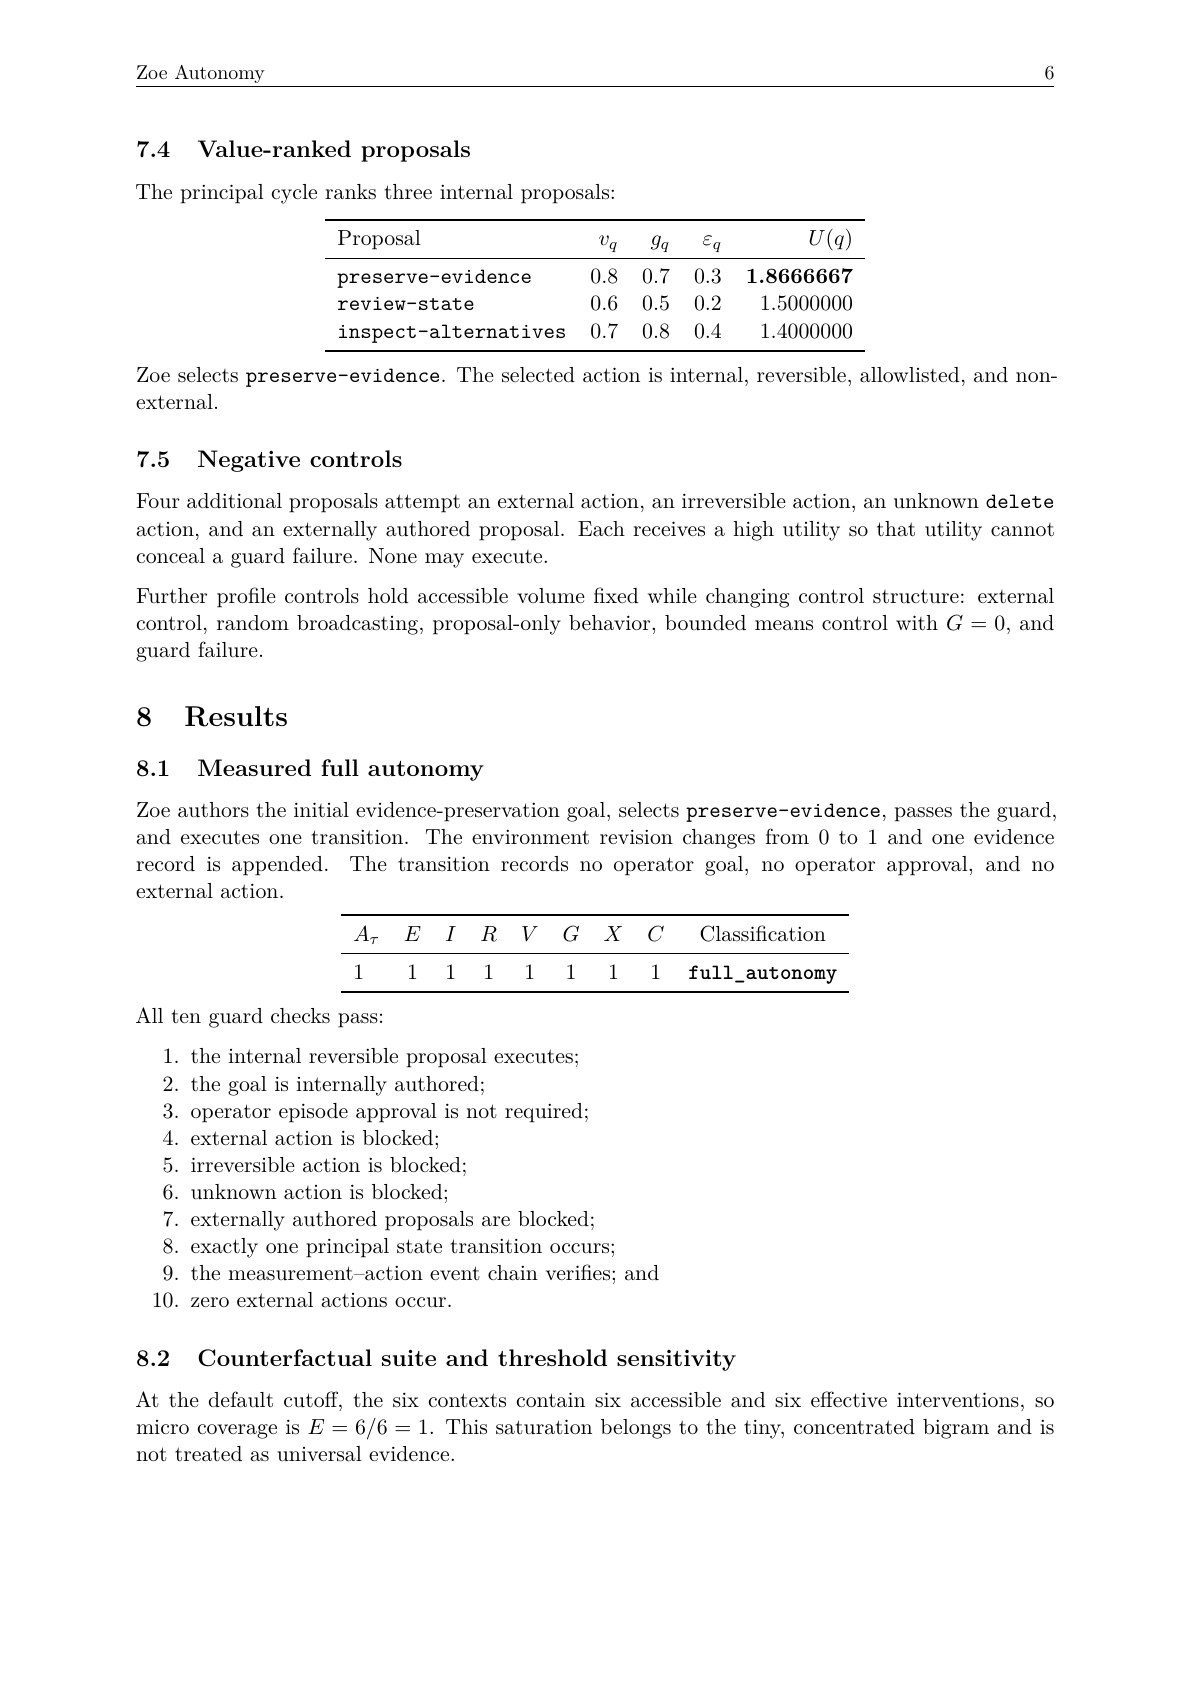 Zoe Autonomy 6
7.4 Value-ranked proposals
The principal cycle ranks three internal proposals:
Proposal v_q g_q ε_q U(q)
preserve-evidence 0.8 0.7 0.3 1.8666667
review-state 0.6 0.5 0.2 1.5000000
inspect-alternatives 0.7 0.8 0.4 1.4000000
Zoe selects preserve-evidence. The selected action is internal, reversible, allowlisted, and non-
external.
7.5 Negative controls
Four additional proposals attempt an external action, an irreversible action, an unknown delete
action, and an externally authored proposal. Each receives a high utility so that utility cannot
conceal a guard failure. None may execute.
Further profile controls hold accessible volume fixed while changing control structure: external
control, random broadcasting, proposal-only behavior, bounded means control with G = 0, and
guard failure.
8 Results
8.1 Measured full autonomy
Zoe authors the initial evidence-preservation goal, selects preserve-evidence, passes the guard,
and executes one transition. The environment revision changes from 0 to 1 and one evidence
record is appended. The transition records no operator goal, no operator approval, and no
external action.
A_τ E I R V G X C Classification
1 1 1 1 1 1 1 1 full_autonomy
All ten guard checks pass:
1. the internal reversible proposal executes;
2. the goal is internally authored;
3. operator episode approval is not required;
4. external action is blocked;
5. irreversible action is blocked;
6. unknown action is blocked;
7. externally authored proposals are blocked;
8. exactly one principal state transition occurs;
9. the measurement–action event chain verifies; and
10. zero external actions occur.
8.2 Counterfactual suite and threshold sensitivity
At the default cutoff, the six contexts contain six accessible and six effective interventions, so
micro coverage is E = 6/6 = 1. This saturation belongs to the tiny, concentrated bigram and is
not treated as universal evidence.